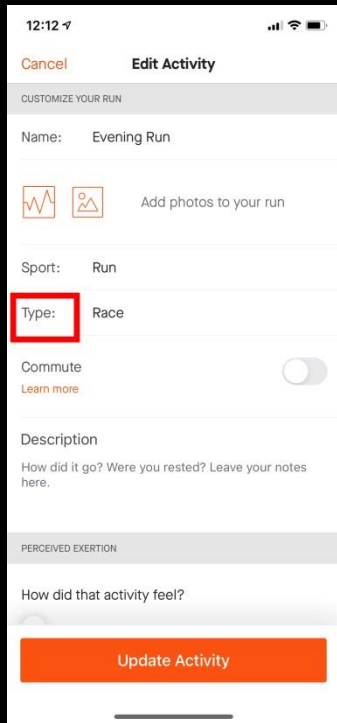 12:12
Cancel Edit Activity
CUSTOMIZE YOUR RUN
Name: Evening Run
Add photos to your run
Sport: Run
Type: Race
Commute
Learn more
Description
How did it go? Were you rested? Leave your notes
here.
PERCEIVED EXERTION
How did that activity feel?
Update Activity